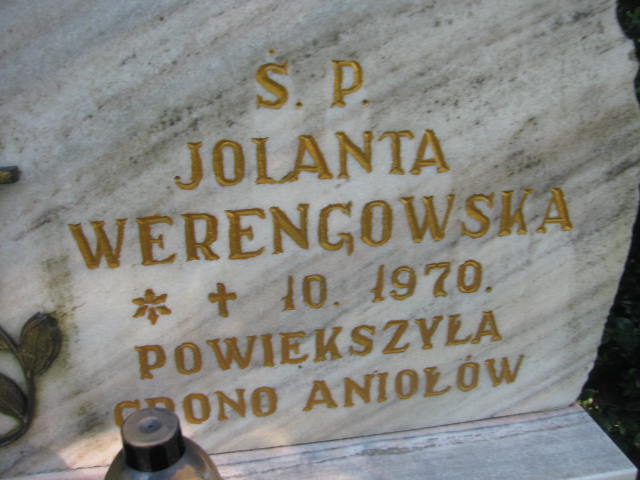 Ś. P.
JOLANTA
WERENGOWSKA
* † 10. 1970.
POWIEKSZYŁA
GRONO ANIOŁÓW